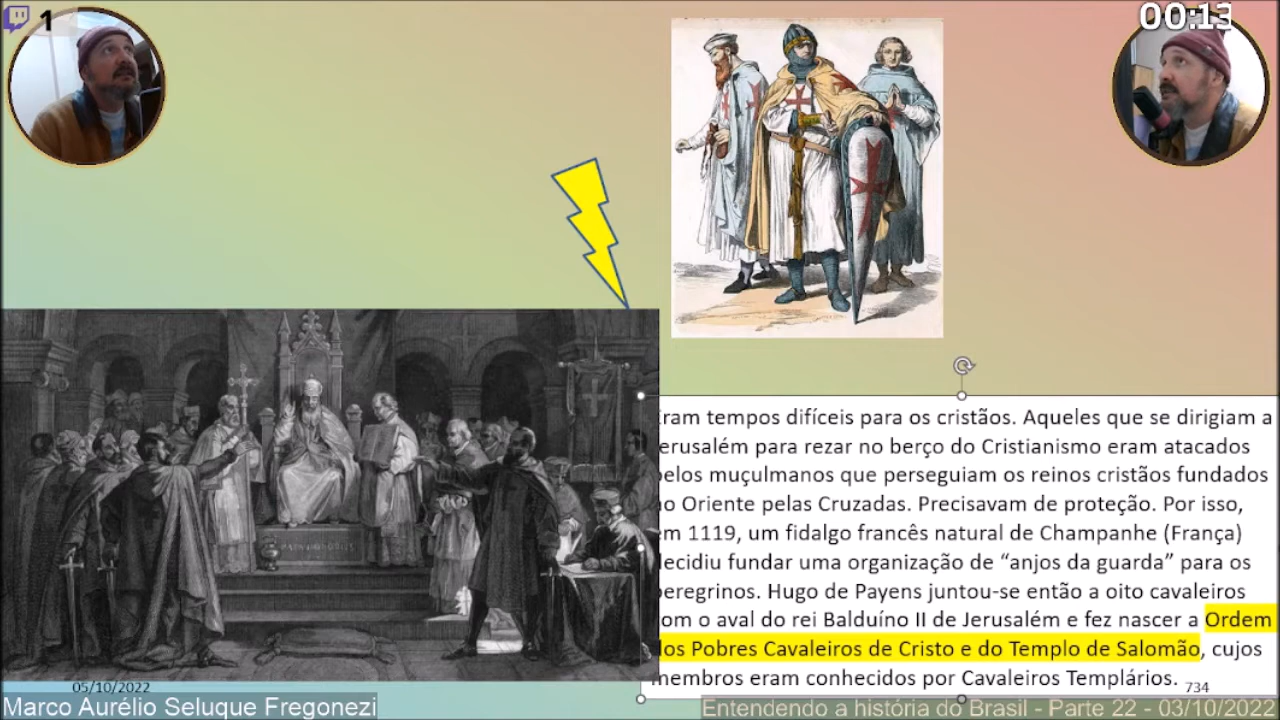 1
00:13
ram tempos difíceis para os cristãos. Aqueles que se dirigiam a
erusalém para rezar no berço do Cristianismo eram atacados
pelos muçulmanos que perseguiam os reinos cristãos fundados
no Oriente pelas Cruzadas. Precisavam de proteção. Por isso,
em 1119, um fidalgo francês natural de Champanhe (França)
decidiu fundar uma organização de “anjos da guarda” para os
peregrinos. Hugo de Payens juntou-se então a oito cavaleiros
com o aval do rei Balduíno II de Jerusalém e fez nascer a Ordem
dos Pobres Cavaleiros de Cristo e do Templo de Salomão, cujos
membros eram conhecidos por Cavaleiros Templários.
05/10/2022
734
Marco Aurélio Seluque Fregonezi
Entendendo a história do Brasil - Parte 22 - 03/10/2022